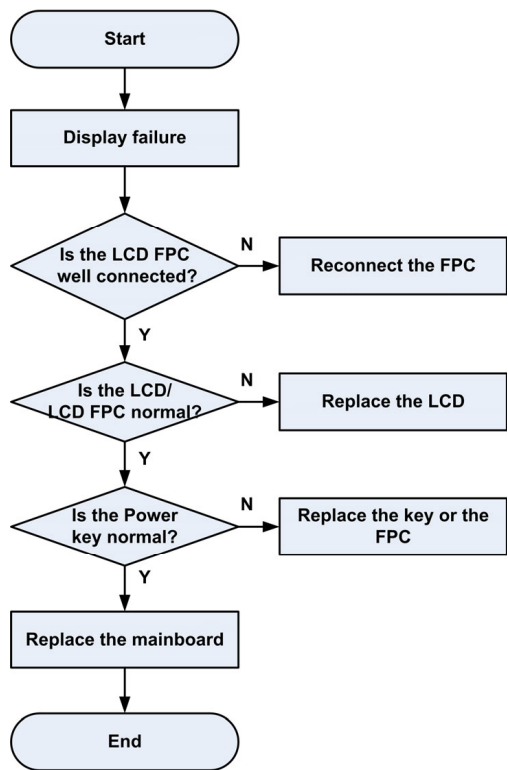 Start
Display failure
Is the LCD FPC
well connected?
N
Reconnect the FPC
Y
Is the LCD/
LCD FPC normal?
N
Replace the LCD
Y
Is the Power
key normal?
N
Replace the key or the
FPC
Y
Replace the mainboard
End